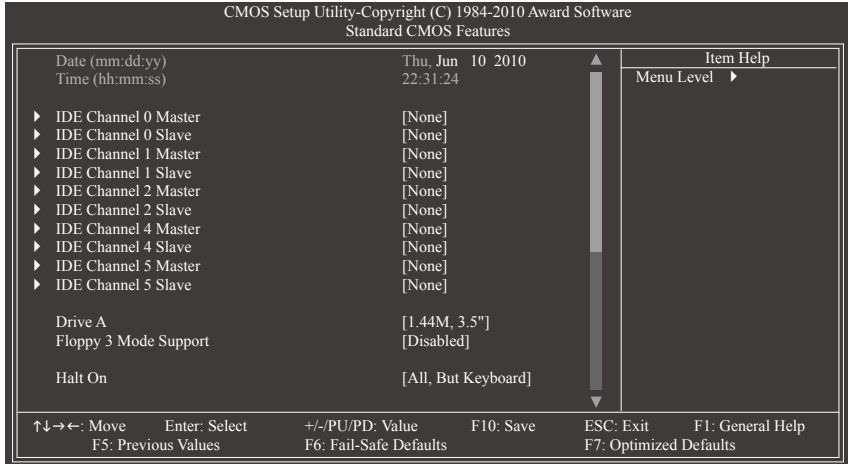 CMOS Setup Utility-Copyright (C) 1984-2010 Award Software
Standard CMOS Features
Date (mm:dd:yy) Thu, Jun 10 2010
Time (hh:mm:ss) 22:31:24
IDE Channel 0 Master [None]
IDE Channel 0 Slave [None]
IDE Channel 1 Master [None]
IDE Channel 1 Slave [None]
IDE Channel 2 Master [None]
IDE Channel 2 Slave [None]
IDE Channel 4 Master [None]
IDE Channel 4 Slave [None]
IDE Channel 5 Master [None]
IDE Channel 5 Slave [None]
Drive A [1.44M, 3.5"]
Floppy 3 Mode Support [Disabled]
Halt On [All, But Keyboard]
Item Help
Menu Level
↑↓→←: Move Enter: Select +/-/PU/PD: Value F10: Save ESC: Exit F1: General Help
F5: Previous Values F6: Fail-Safe Defaults F7: Optimized Defaults